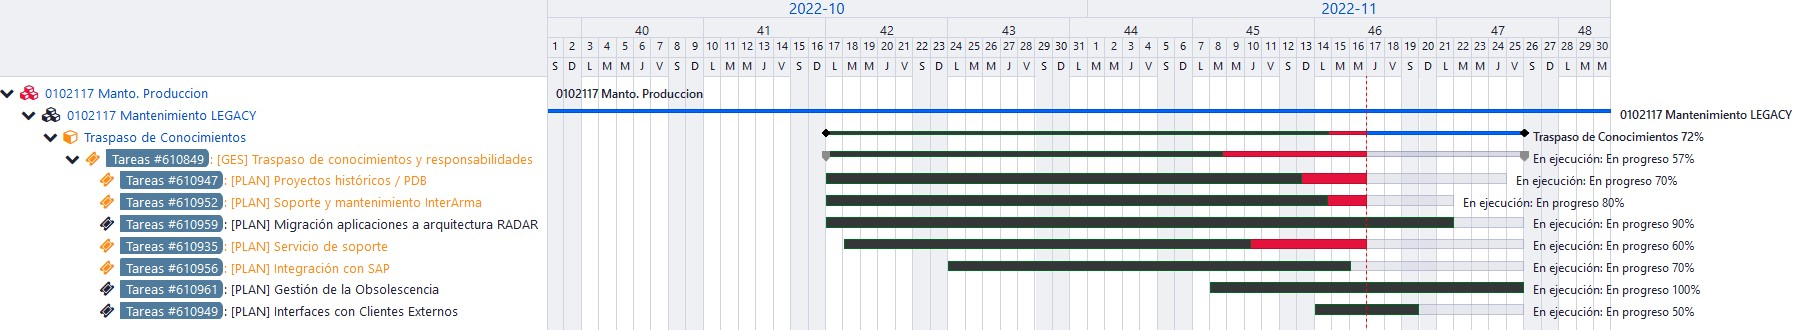 2022-10 2022-11
40 41 42 43 44 45 46 47 48
1 2 3 4 5 6 7 8 9 10 11 12 13 14 15 16 17 18 19 20 21 22 23 24 25 26 27 28 29 30 31 1 2 3 4 5 6 7 8 9 10 11 12 13 14 15 16 17 18 19 20 21 22 23 24 25 26 27 28 29 30
S D L M M J V S D L M M J V S D L M M J V S D L M M J V S D L M M J V S D L M M J V S D L M M J V S D L M M J V S D L M M
0102117 Manto. Produccion 0102117 Manto. Produccion
0102117 Mantenimiento LEGACY 0102117 Mantenimiento LEGACY
Traspaso de Conocimientos Traspaso de Conocimientos 72%
Tareas #610849: [GES] Traspaso de conocimientos y responsabilidades En ejecución: En progreso 57%
Tareas #610947: [PLAN] Proyectos históricos / PDB En ejecución: En progreso 70%
Tareas #610952: [PLAN] Soporte y mantenimiento InterArma En ejecución: En progreso 80%
Tareas #610959: [PLAN] Migración aplicaciones a arquitectura RADAR En ejecución: En progreso 90%
Tareas #610935: [PLAN] Servicio de soporte En ejecución: En progreso 60%
Tareas #610956: [PLAN] Integración con SAP En ejecución: En progreso 70%
Tareas #610961: [PLAN] Gestión de la Obsolescencia En ejecución: En progreso 100%
Tareas #610949: [PLAN] Interfaces con Clientes Externos En ejecución: En progreso 50%